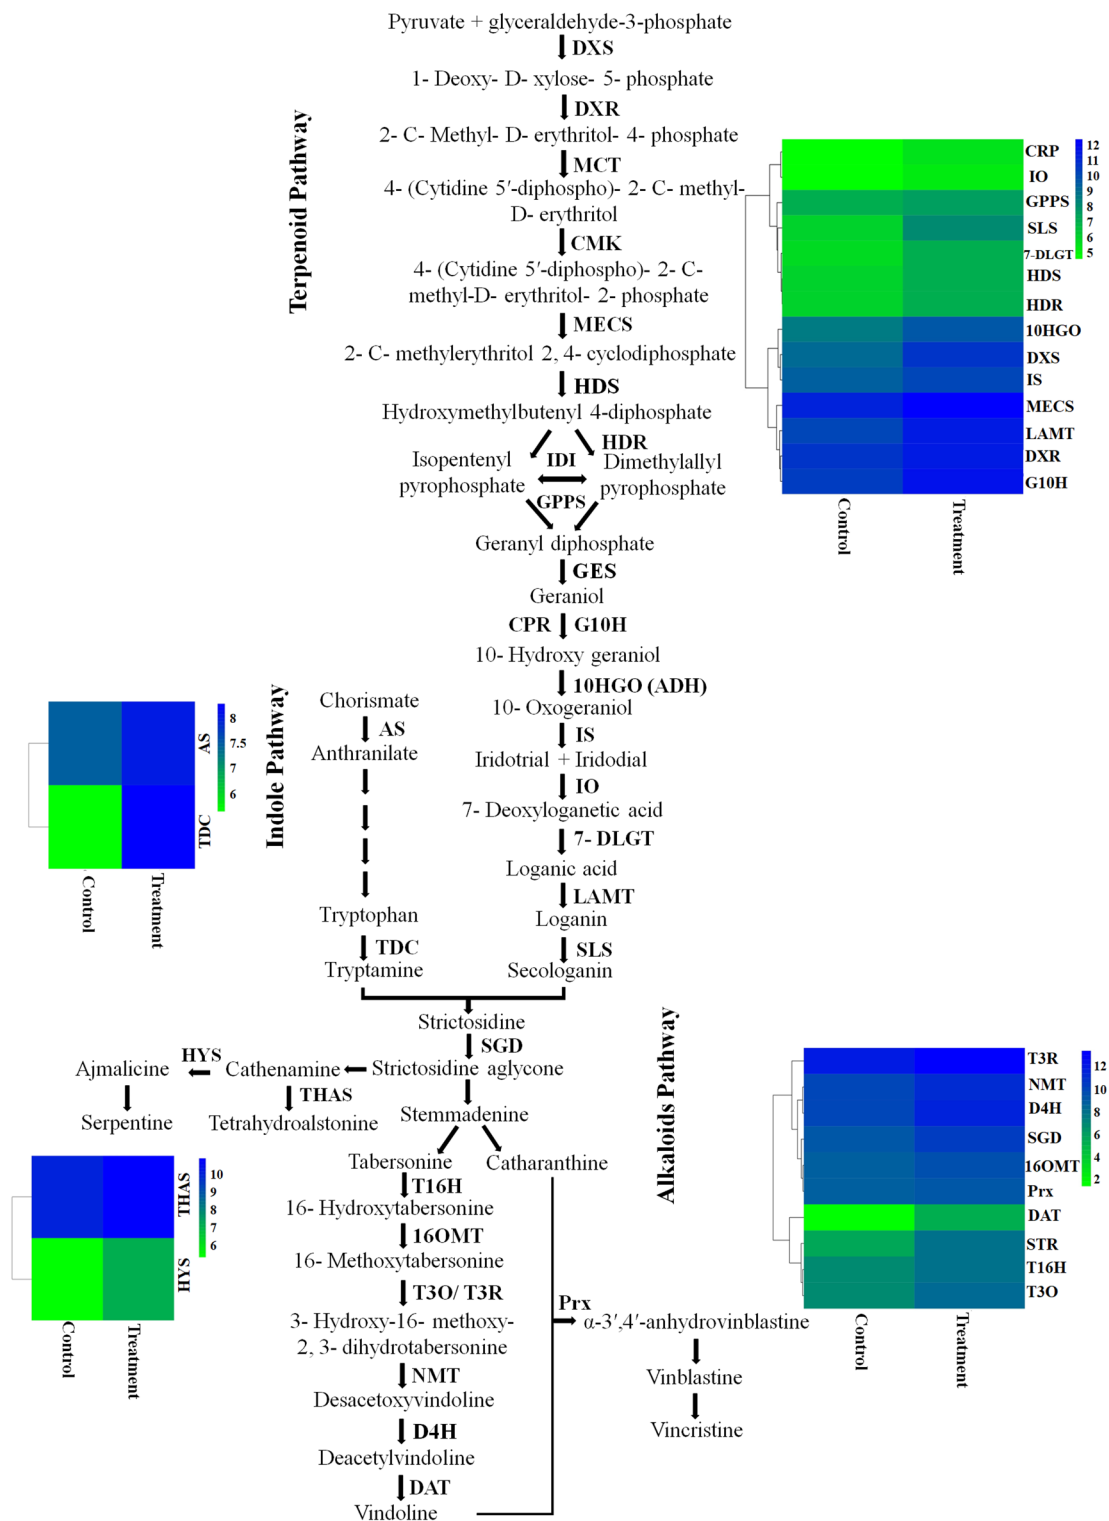 Pyruvate + glyceraldehyde-3-phosphate
DXS
1- Deoxy- D- xylose- 5- phosphate
DXR
2- C- Methyl- D- erythritol- 4- phosphate
MCT
4- (Cytidine 5′-diphospho)- 2- C- methyl-
D- erythritol
CMK
4- (Cytidine 5′-diphospho)- 2- C-
methyl-D- erythritol- 2- phosphate
MECS
2- C- methylerythritol 2, 4- cyclodiphosphate
HDS
Hydroxymethylbutenyl 4-diphosphate
HDR
Isopentenyl
pyrophosphate
IDI
Dimethylallyl
pyrophosphate
GPPS
Geranyl diphosphate
GES
Geraniol
CPR
G10H
10- Hydroxy geraniol
10HGO (ADH)
10- Oxogeraniol
IS
Iridotrial + Iridodial
IO
7- Deoxyloganetic acid
7- DLGT
Loganic acid
LAMT
Loganin
SLS
Secologanin
Terpenoid Pathway
CRP
IO
GPPS
SLS
7-DLGT
HDS
HDR
10HGO
DXS
IS
MECS
LAMT
DXR
G10H
12
11
10
9
8
7
6
5
Control
Treatment
Indole Pathway
Chorismate
AS
Anthranilate
Tryptophan
TDC
Tryptamine
AS
TDC
8
7.5
7
6
Control
Treatment
Strictosidine
SGD
Strictosidine aglycone
Cathenamine
HYS
Ajmalicine
Serpentine
THAS
Tetrahydroalstonine
Stemmadenine
Tabersonine
Catharanthine
T16H
16- Hydroxytabersonine
16OMT
16- Methoxytabersonine
T3O/ T3R
3- Hydroxy-16- methoxy-
2, 3- dihydrotabersonine
NMT
Desacetoxyvindoline
D4H
Deacetylvindoline
DAT
Vindoline
Prx
α-3′,4′-anhydrovinblastine
Vinblastine
Vincristine
THAS
HYS
10
9
8
7
6
Control
Treatment
Alkaloids Pathway
T3R
NMT
D4H
SGD
16OMT
Prx
DAT
STR
T16H
T3O
12
10
8
6
4
2
Control
Treatment